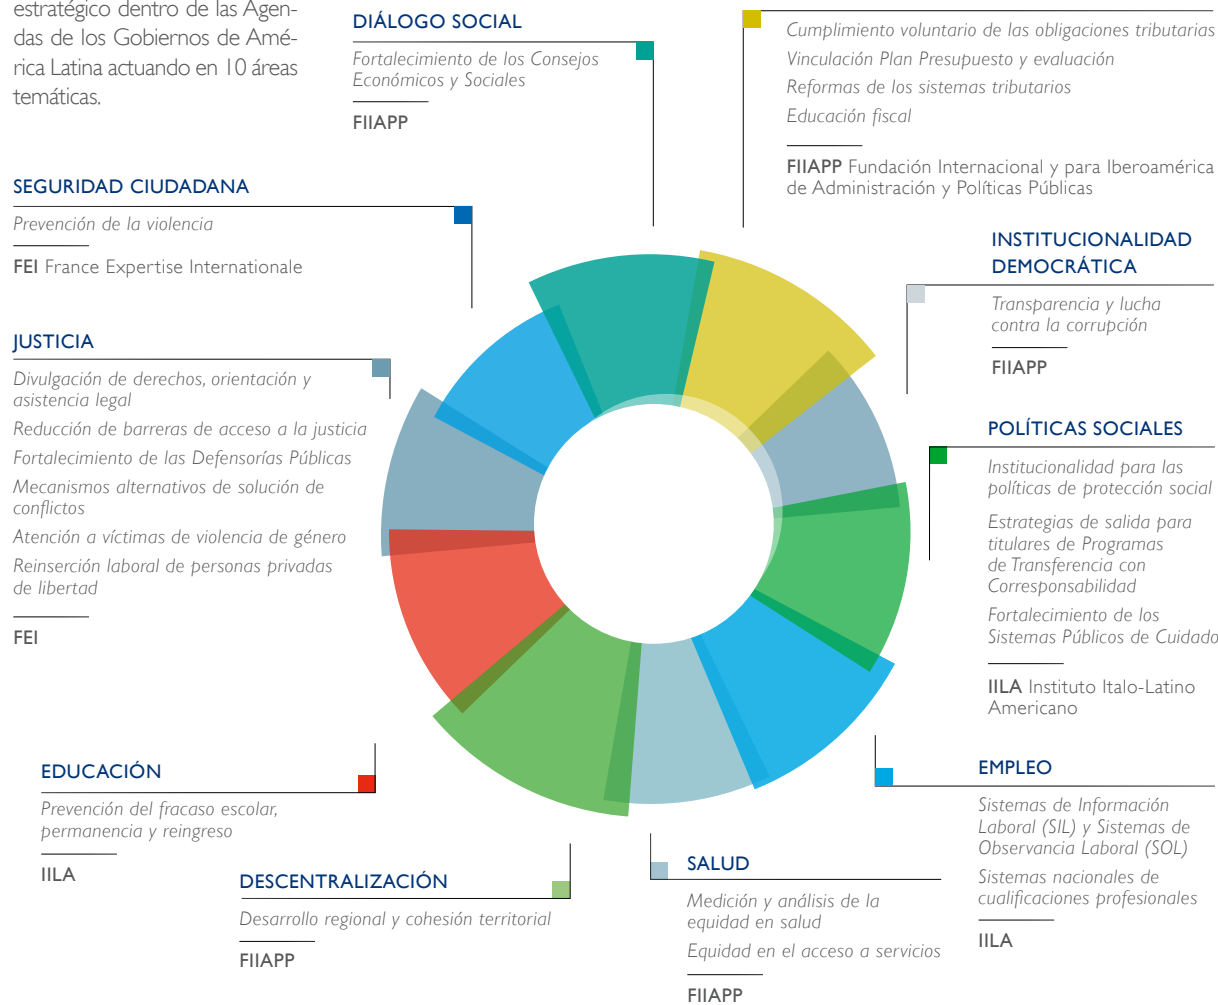 estratégico dentro de las Agen-
das de los Gobiernos de Amé-
rica Latina actuando en 10 áreas
temáticas.
DIÁLOGO SOCIAL
Fortalecimiento de los Consejos
Económicos y Sociales
FIIAPP
Cumplimiento voluntario de las obligaciones tributarias
Vinculación Plan Presupuesto y evaluación
Reformas de los sistemas tributarios
Educación fiscal
FIIAPP Fundación Internacional y para Iberoamérica
de Administración y Políticas Públicas
SEGURIDAD CIUDADANA
Prevención de la violencia
FEI France Expertise Internationale
INSTITUCIONALIDAD
DEMOCRÁTICA
Transparencia y lucha
contra la corrupción
FIIAPP
JUSTICIA
Divulgación de derechos, orientación y
asistencia legal
Reducción de barreras de acceso a la justicia
Fortalecimiento de las Defensorías Públicas
Mecanismos alternativos de solución de
conflictos
Atención a víctimas de violencia de género
Reinserción laboral de personas privadas
de libertad
FEI
POLÍTICAS SOCIALES
Institucionalidad para las
políticas de protección social
Estrategias de salida para
titulares de Programas
de Transferencia con
Corresponsabilidad
Fortalecimiento de los
Sistemas Públicos de Cuidado
IILA Instituto Italo-Latino
Americano
EDUCACIÓN
Prevención del fracaso escolar,
permanencia y reingreso
IILA
DESCENTRALIZACIÓN
Desarrollo regional y cohesión territorial
FIIAPP
SALUD
Medición y análisis de la
equidad en salud
Equidad en el acceso a servicios
FIIAPP
EMPLEO
Sistemas de Información
Laboral (SIL) y Sistemas de
Observancia Laboral (SOL)
Sistemas nacionales de
cualificaciones profesionales
IILA